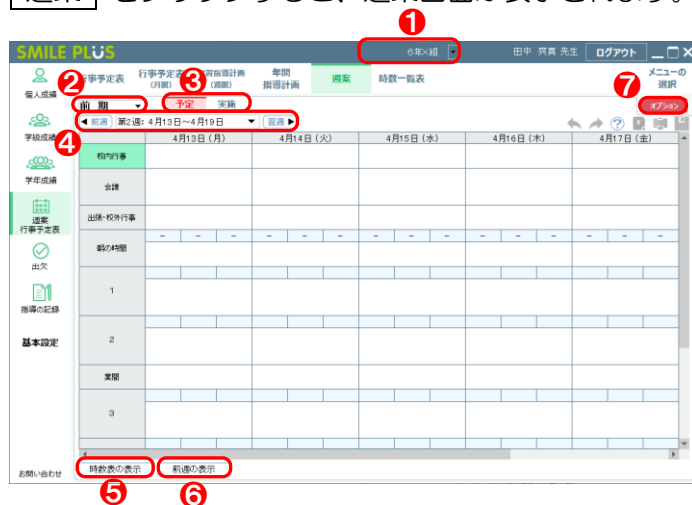 週案 をクリックすると、週案画面が表示されます。
❶
SMILE PLUS 6年×組 田中 爽真 先生 ログアウト
個人成績
❷ ❸
行事予定表 行事予定表(月間) 指導計画(週間) 年間指導計画 週案 時数一覧表 メニューの選択
❼
前 期 予定 実施 オプション
❹
前週 第2週: 4月13日～4月19日 翌週
学級成績
4月13日(月) 4月14日(火) 4月15日(水) 4月16日(木) 4月17日(金)
校内行事
学年成績
会議
週案
行事予定表
出張・校外行事
- - - - - - - - - - - - - - -
朝の時間
出欠
1
指導の記録
基本設定
2
業間
3
お問い合わせ
時数表の表示 前週の表示
❺ ❻